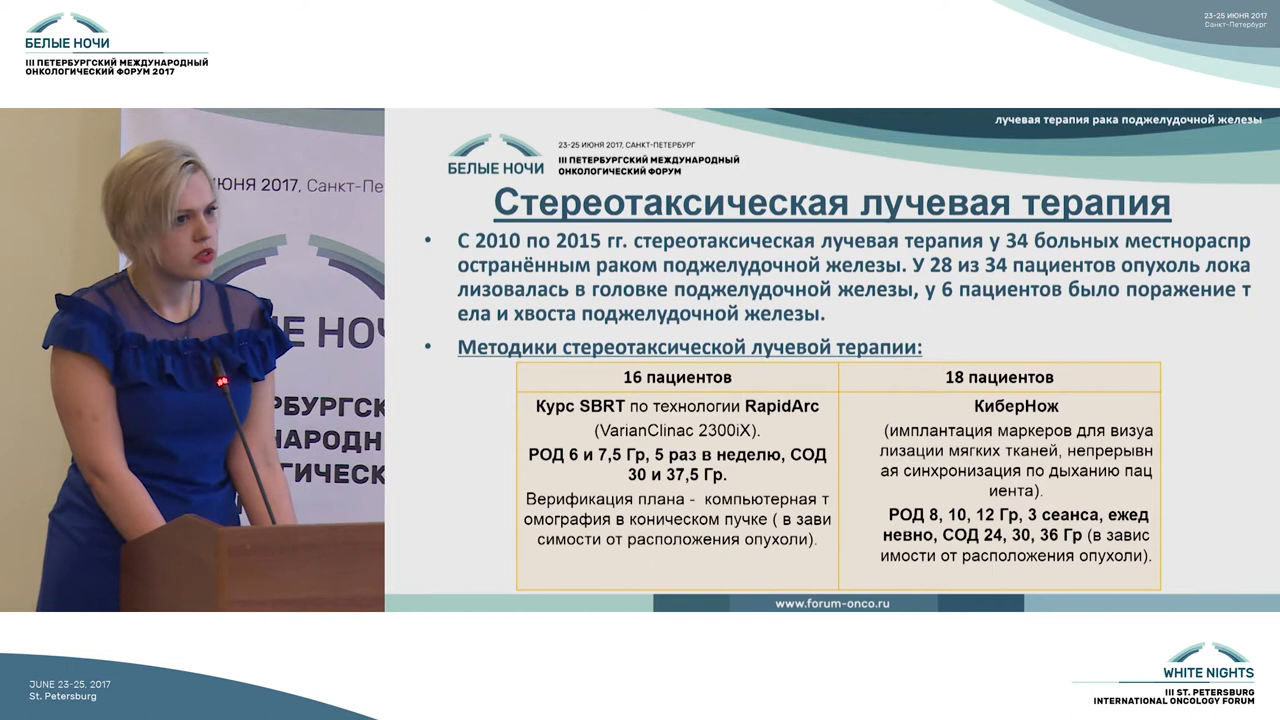 БЕЛЫЕ НОЧИ
III ПЕТЕРБУРГСКИЙ МЕЖДУНАРОДНЫЙ
ОНКОЛОГИЧЕСКИЙ ФОРУМ 2017
23-25 ИЮНЯ 2017
Санкт-Петербург
ИЮНЯ 2017, Санкт-Пе
ЫЕ НОЧ
РБУРГСК
НАРОДН
ГИЧЕСК
лучевая терапия рака поджелудочной железы
БЕЛЫЕ НОЧИ
23-25 ИЮНЯ 2017, САНКТ-ПЕТЕРБУРГ
III ПЕТЕРБУРГСКИЙ МЕЖДУНАРОДНЫЙ
ОНКОЛОГИЧЕСКИЙ ФОРУМ
Стереотаксическая лучевая терапия
• С 2010 по 2015 гг. стереотаксическая лучевая терапия у 34 больных местнораспр
остранённым раком поджелудочной железы. У 28 из 34 пациентов опухоль лока
лизовалась в головке поджелудочной железы, у 6 пациентов было поражение т
ела и хвоста поджелудочной железы.
• Методики стереотаксической лучевой терапии:
16 пациентов
Курс SBRT по технологии RapidArc
(VarianClinac 2300iX).
РОД 6 и 7,5 Гр, 5 раз в неделю, СОД
30 и 37,5 Гр.
Верификация плана - компьютерная т
омография в коническом пучке ( в зави
симости от расположения опухоли).
18 пациентов
КиберНож
(имплантация маркеров для визуа
лизации мягких тканей, непрерывн
ая синхронизация по дыханию пац
иента).
РОД 8, 10, 12 Гр, 3 сеанса, ежед
невно, СОД 24, 30, 36 Гр (в завис
имости от расположения опухоли).
www.forum-onco.ru
JUNE 23-25, 2017
St. Petersburg
WHITE NIGHTS
III ST. PETERSBURG
INTERNATIONAL ONCOLOGY FORUM